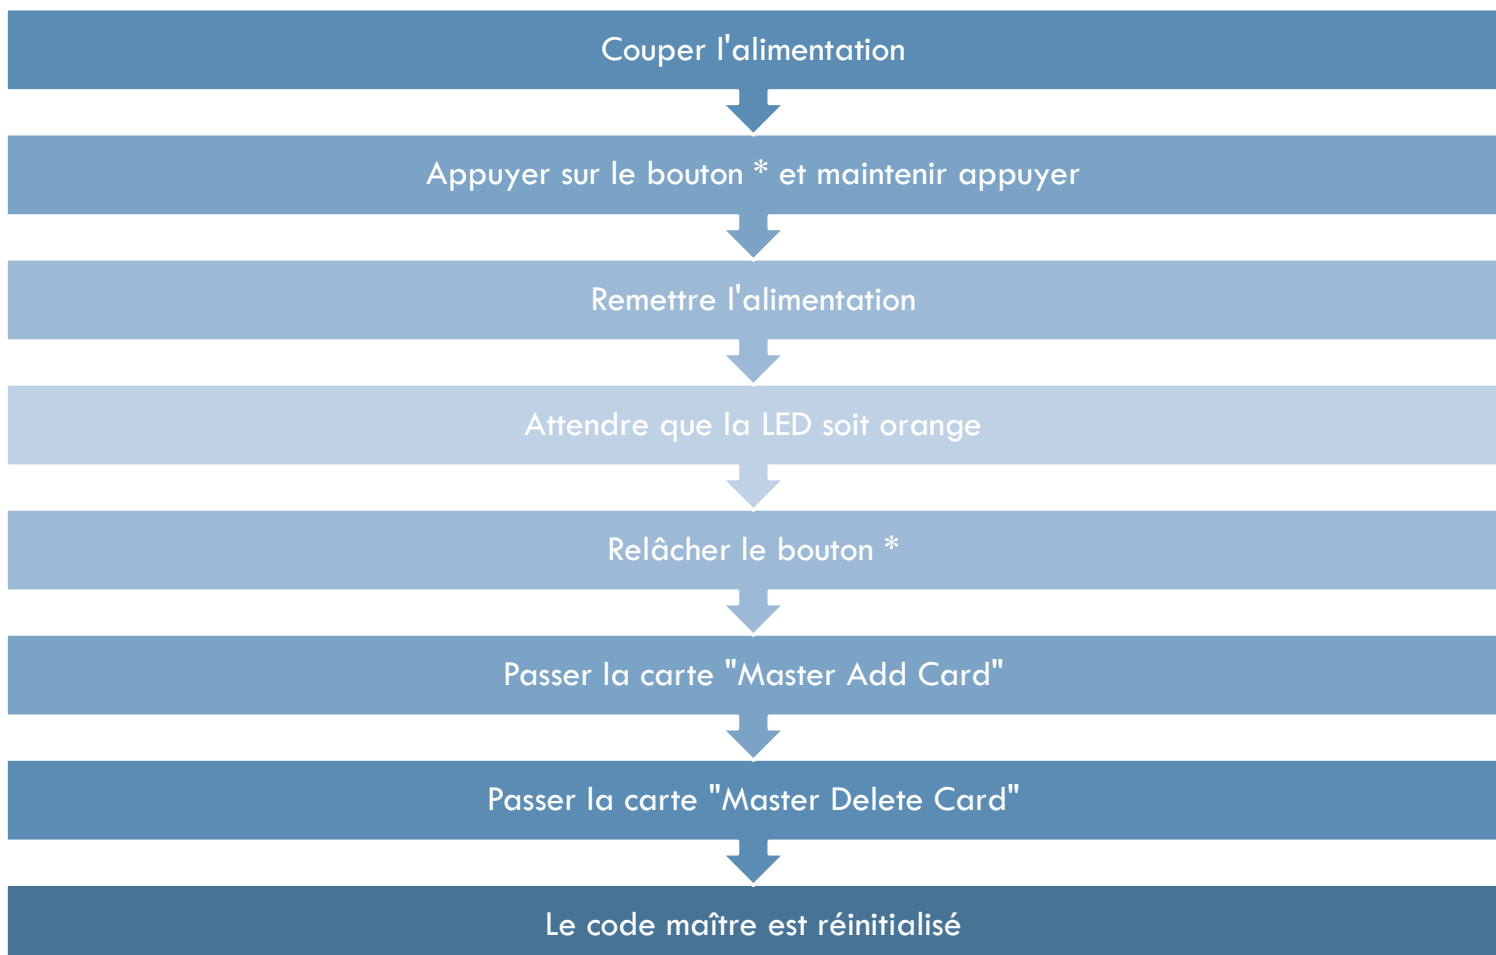 Couper l'alimentation
Appuyer sur le bouton * et maintenir appuyer
Remettre l'alimentation
Attendre que la LED soit orange
Relâcher le bouton *
Passer la carte "Master Add Card"
Passer la carte "Master Delete Card"
Le code maître est réinitialisé